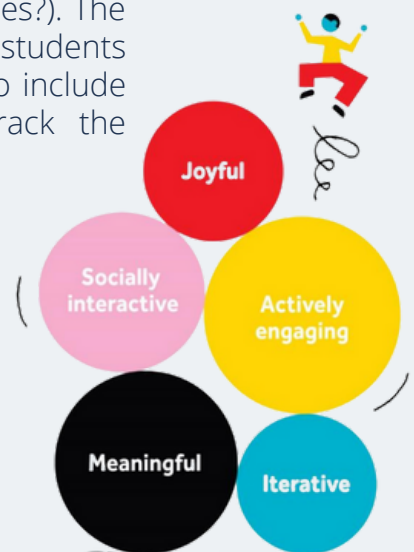 es?). The
students
o include
rack the
Joyful
Socially
interactive
Actively
engaging
Meaningful
Iterative